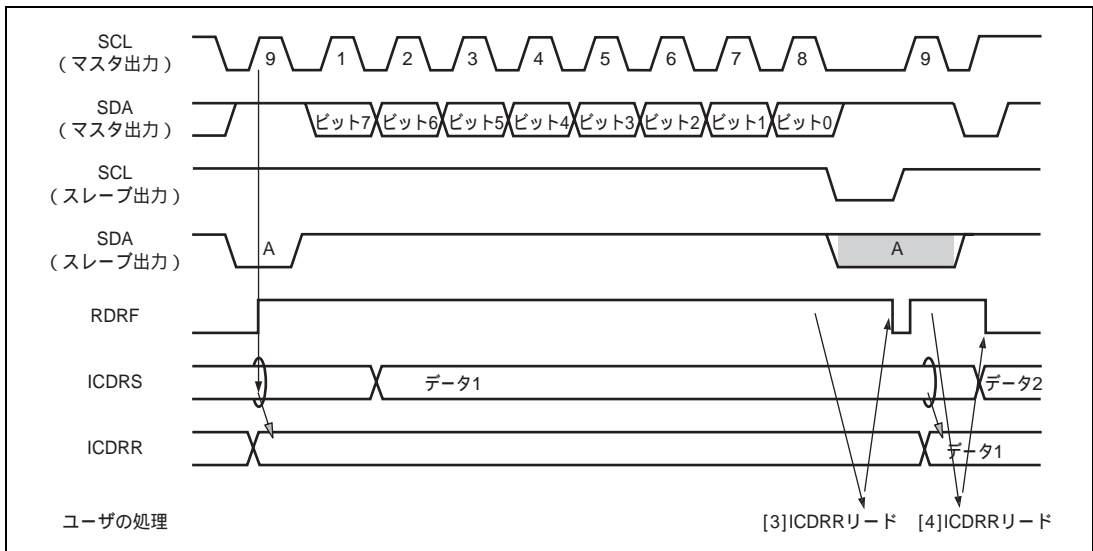 SCL
（マスタ出力）
9 1 2 3 4 5 6 7 8 9
SDA
（マスタ出力）
ビット7 ビット6 ビット5 ビット4 ビット3 ビット2 ビット1 ビット0
SCL
（スレーブ出力）
SDA
（スレーブ出力）
A A
RDRF
ICDRS
データ1 データ2
ICDRR
データ1
ユーザの処理
[3]ICDRRリード [4]ICDRRリード